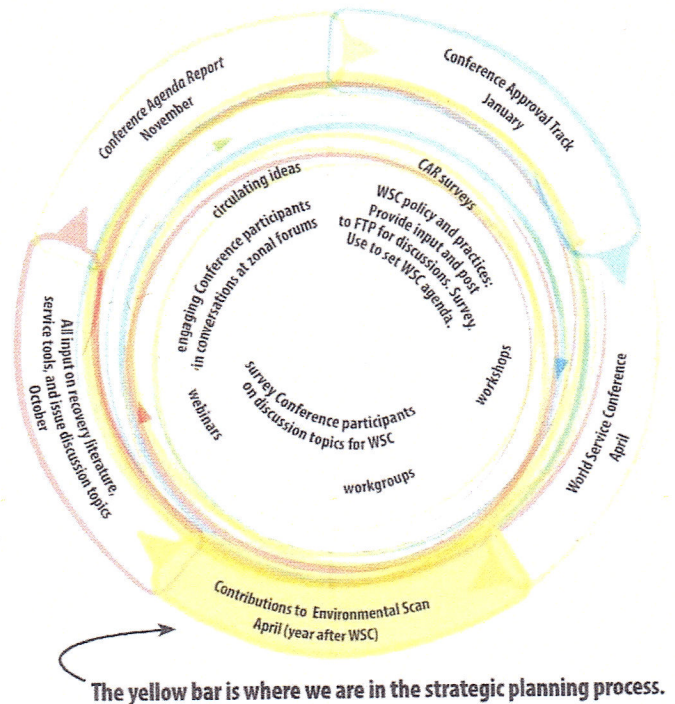 Conference Agenda Report
November
Conference Approval Track
January
World Service Conference
April
Contributions to Environmental Scan
April (year after WSC)
All input on recovery literature,
service tools, and issue discussion topics
October
circulating ideas
CAR surveys
engaging Conference participants
in conversations at zonal forums
WSC policy and practices:
Provide input and post
to FTP for discussions. Survey.
Use to set WSC agenda.
workshops
survey Conference participants
on discussion topics for WSC
webinars
workgroups
The yellow bar is where we are in the strategic planning process.